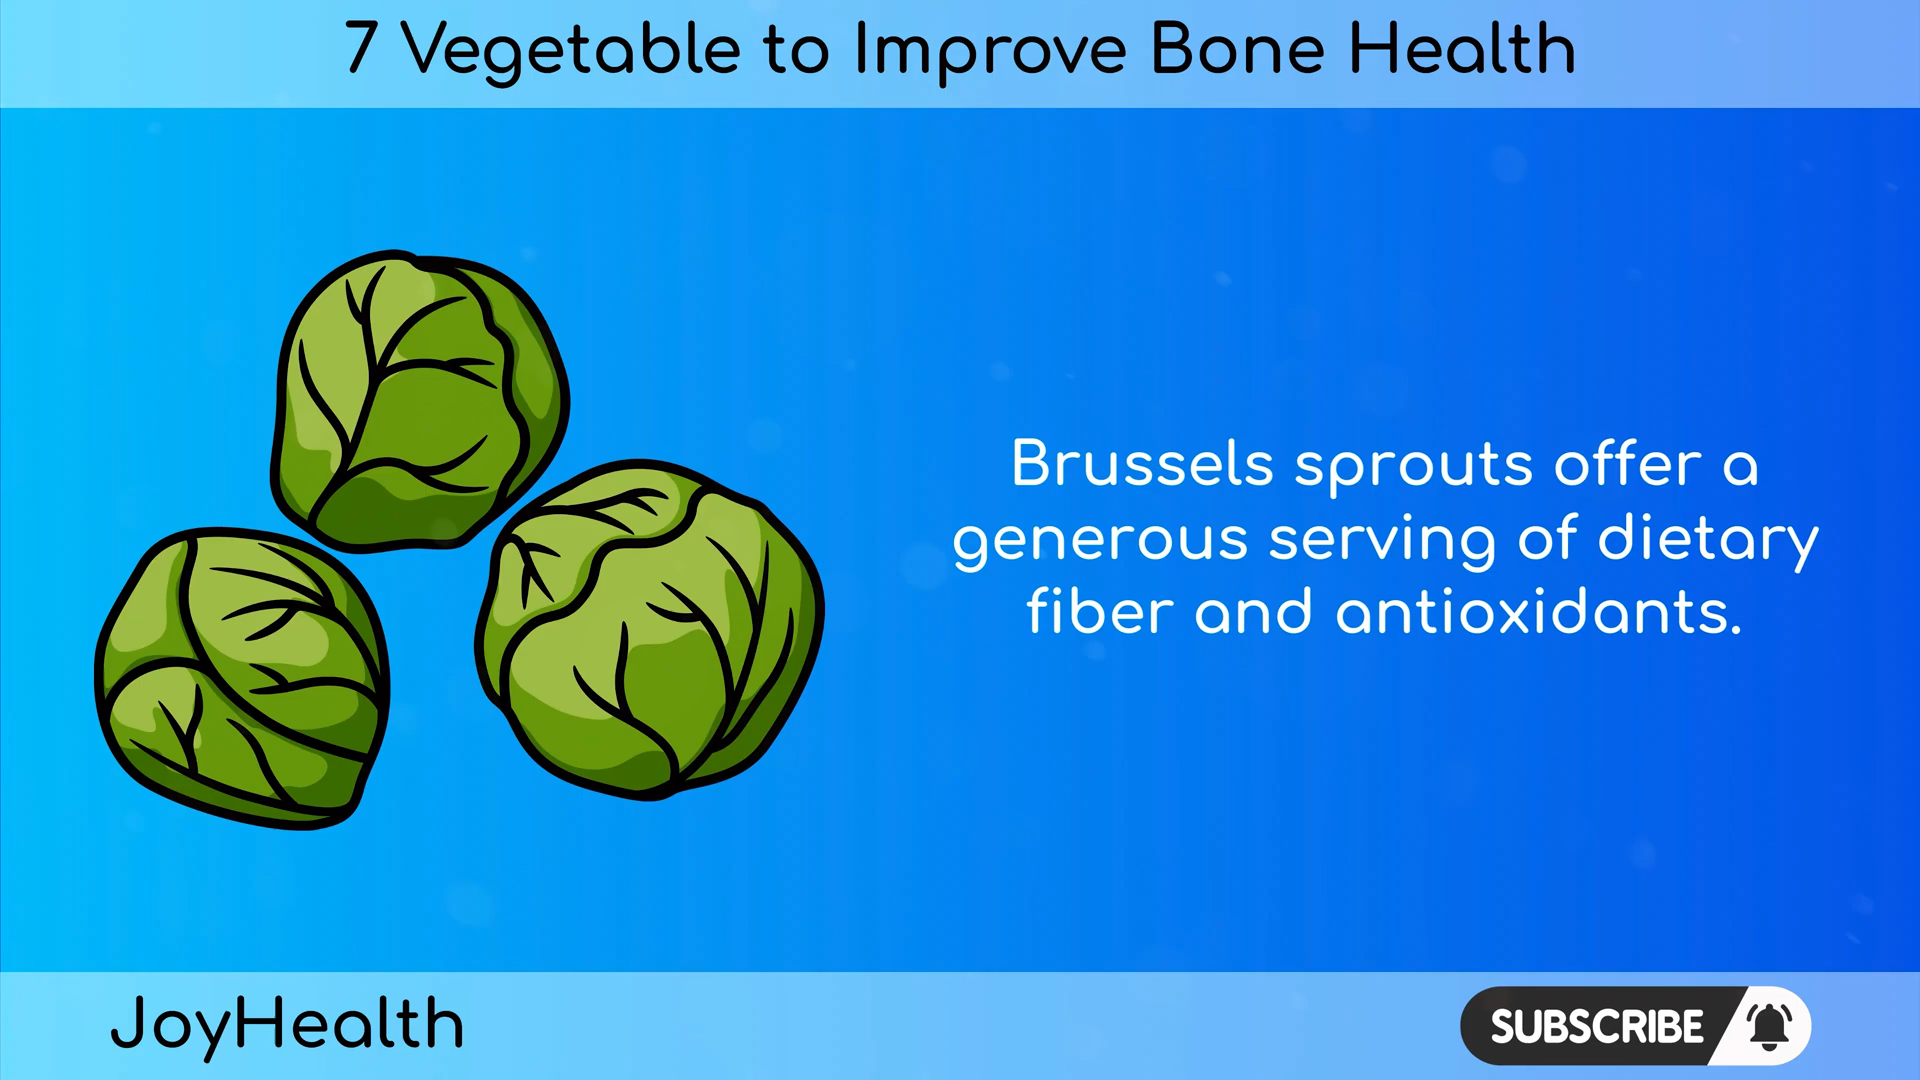 7 Vegetable to Improve Bone Health
Brussels sprouts offer a
generous serving of dietary
fiber and antioxidants.
JoyHealth
SUBSCRIBE